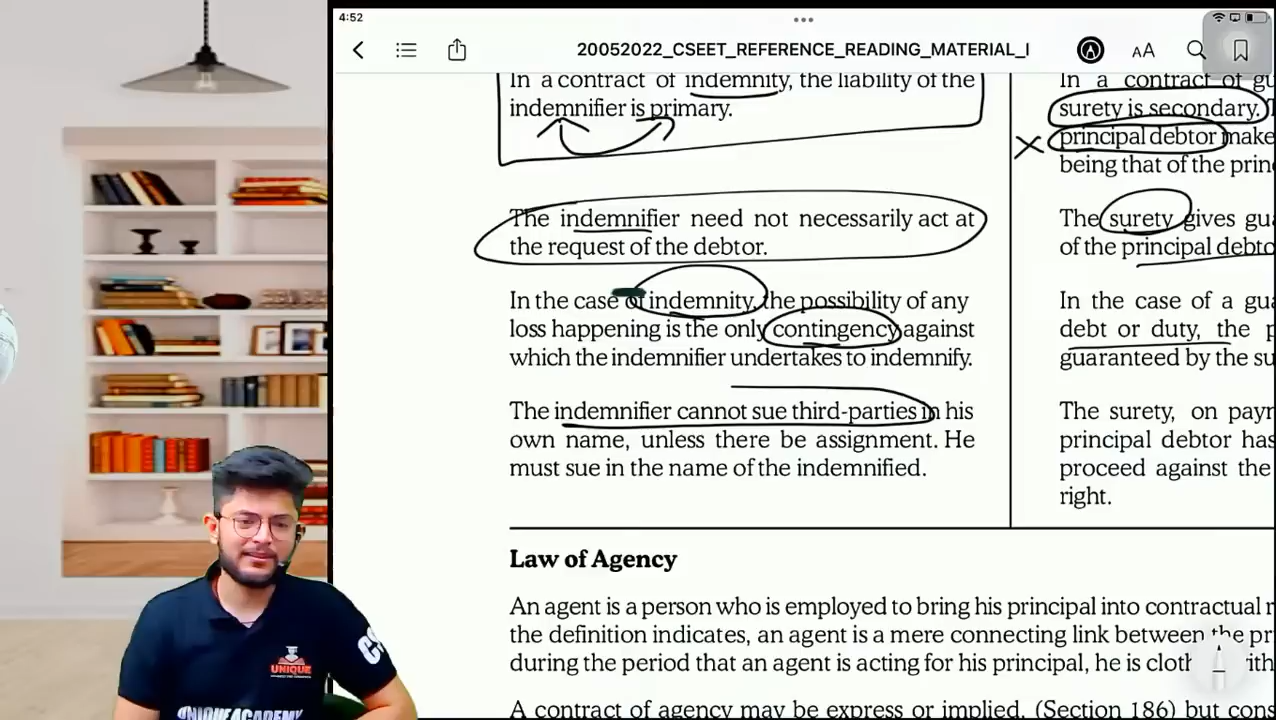 4:52
20052022_CSEET_REFERENCE_READING_MATERIAL_I
AA
In a contract of indemnity, the liability of the
indemnifier is primary.
The indemnifier need not necessarily act at
the request of the debtor.
In the case of indemnity, the possibility of any
loss happening is the only contingency against
which the indemnifier undertakes to indemnify.
The indemnifier cannot sue third-parties in his
own name, unless there be assignment. He
must sue in the name of the indemnified.
In a contract of gu
surety is secondary.
principal debtor make
being that of the prin
The surety gives gua
of the principal debto
In the case of a gua
debt or duty, the p
guaranteed by the su
The surety, on payn
principal debtor has
proceed against the
right.
Law of Agency
An agent is a person who is employed to bring his principal into contractual r
the definition indicates, an agent is a mere connecting link between the pr
during the period that an agent is acting for his principal, he is cloth
A contract of agency may be express or implied. (Section 186) but cons
UNIQUE
UNIQUE ACADEMY
CS